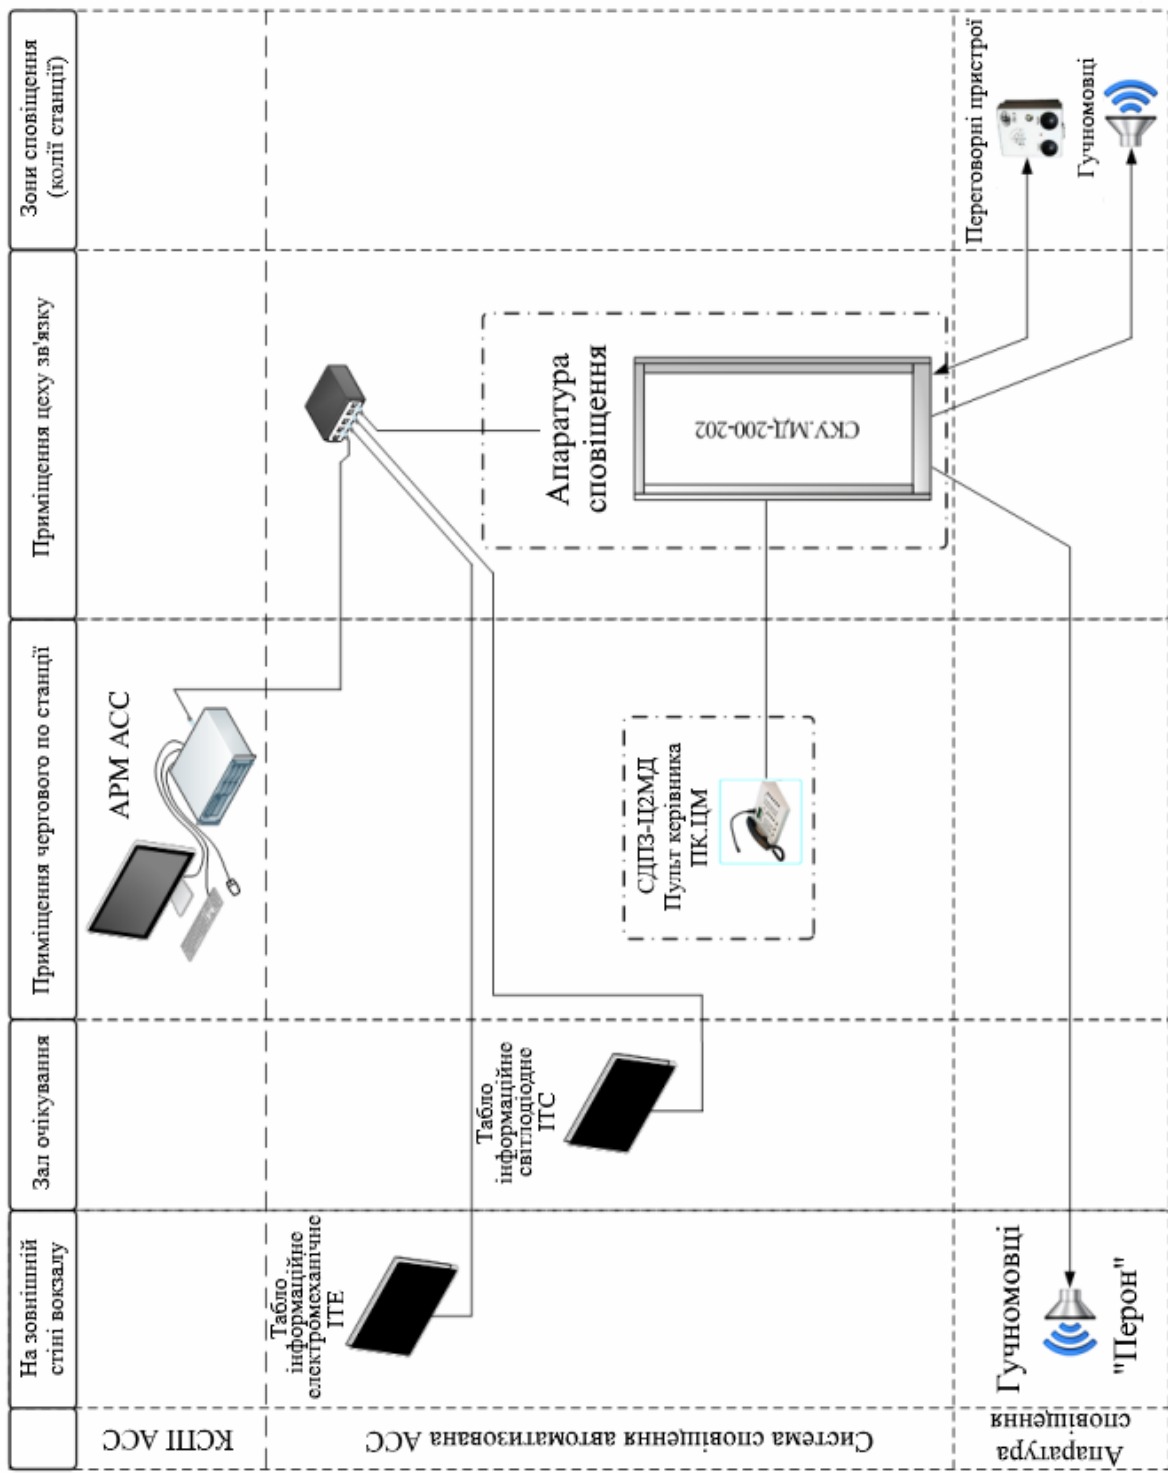 На зовнішній
стіні вокзалу
Зал очікування
Приміщення чергового по станції
Приміщення цеху зв'язку
Зони сповіщення
(колії станції)
КСПІ АСС
АРМ АСС
Система сповіщення автоматизована АСС
Табло
інформаційне
електромеханічне
ІТЕ
Табло
інформаційне
світлодіодне
ІТС
СДПЗ-Ц2МД
Пульт керівника
ПК.ЦМ
Апаратура
сповіщення
СКУ.МД-200-202
Апаратура
сповіщення
Гучномовці
"Перон"
Переговорні пристрої
Гучномовці